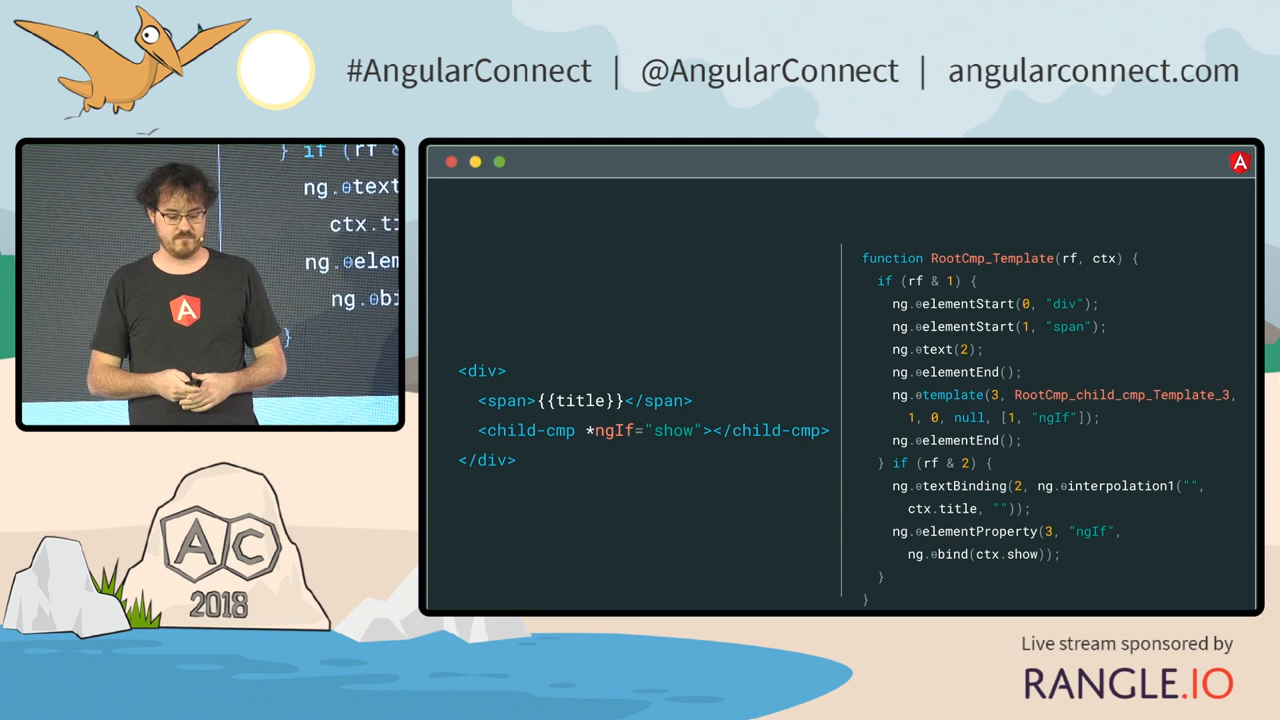 #AngularConnect | @AngularConnect | angularconnect.com
} if (rf &
ng.ɵtext
ctx.ti
ng.ɵelem
ng.ɵbi
}
A
A
<div>
<span>{{title}}</span>
<child-cmp *ngIf="show"></child-cmp>
</div>
function RootCmp_Template(rf, ctx) {
if (rf & 1) {
ng.ɵelementStart(0, "div");
ng.ɵelementStart(1, "span");
ng.ɵtext(2);
ng.ɵelementEnd();
ng.ɵtemplate(3, RootCmp_child_cmp_Template_3,
1, 0, null, [1, "ngIf"]);
ng.ɵelementEnd();
} if (rf & 2) {
ng.ɵtextBinding(2, ng.ɵinterpolation1("",
ctx.title, ""));
ng.ɵelementProperty(3, "ngIf",
ng.ɵbind(ctx.show));
}
}
AC
2018
Live stream sponsored by
RANGLE.IO